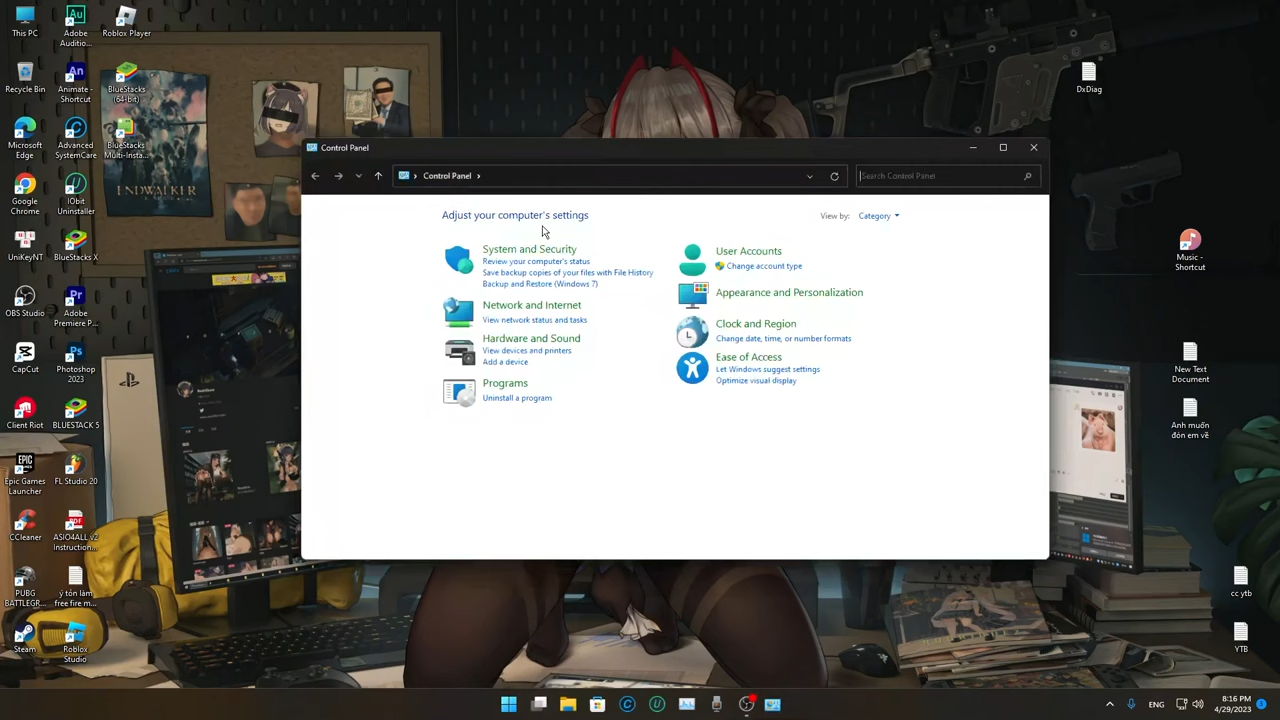 This PC
Adobe
Auditio...
Roblox Player
Recycle Bin
Animate -
Shortcut
BlueStacks
(64-bit)
Microsoft
Edge
Advanced
SystemCare
BlueStacks
Multi-Insta...
Google
Chrome
IObit
Uninstaller
UniKeyNT
BlueStacks X
OBS Studio
Adobe
Premiere P...
CapCut
Photoshop
2023
Client Riot
BLUESTACK 5
Epic Games
Launcher
FL Studio 20
CCleaner
ASIO4ALL v2
Instruction...
PUBG
BATTLEGR...
ý tôn làm
free fire m...
Steam
Roblox
Studio
ENDWALKER
Control Panel
Control Panel
Search Control Panel
Adjust your computer's settings
View by: Category
System and Security
Review your computer's status
Save backup copies of your files with File History
Backup and Restore (Windows 7)
Network and Internet
View network status and tasks
Hardware and Sound
View devices and printers
Add a device
Programs
Uninstall a program
User Accounts
Change account type
Appearance and Personalization
Clock and Region
Change date, time, or number formats
Ease of Access
Let Windows suggest settings
Optimize visual display
DxDiag
Music -
Shortcut
New Text
Document
Anh muốn
đón em về
cc ytb
YTB
8:16 PM
4/29/2023